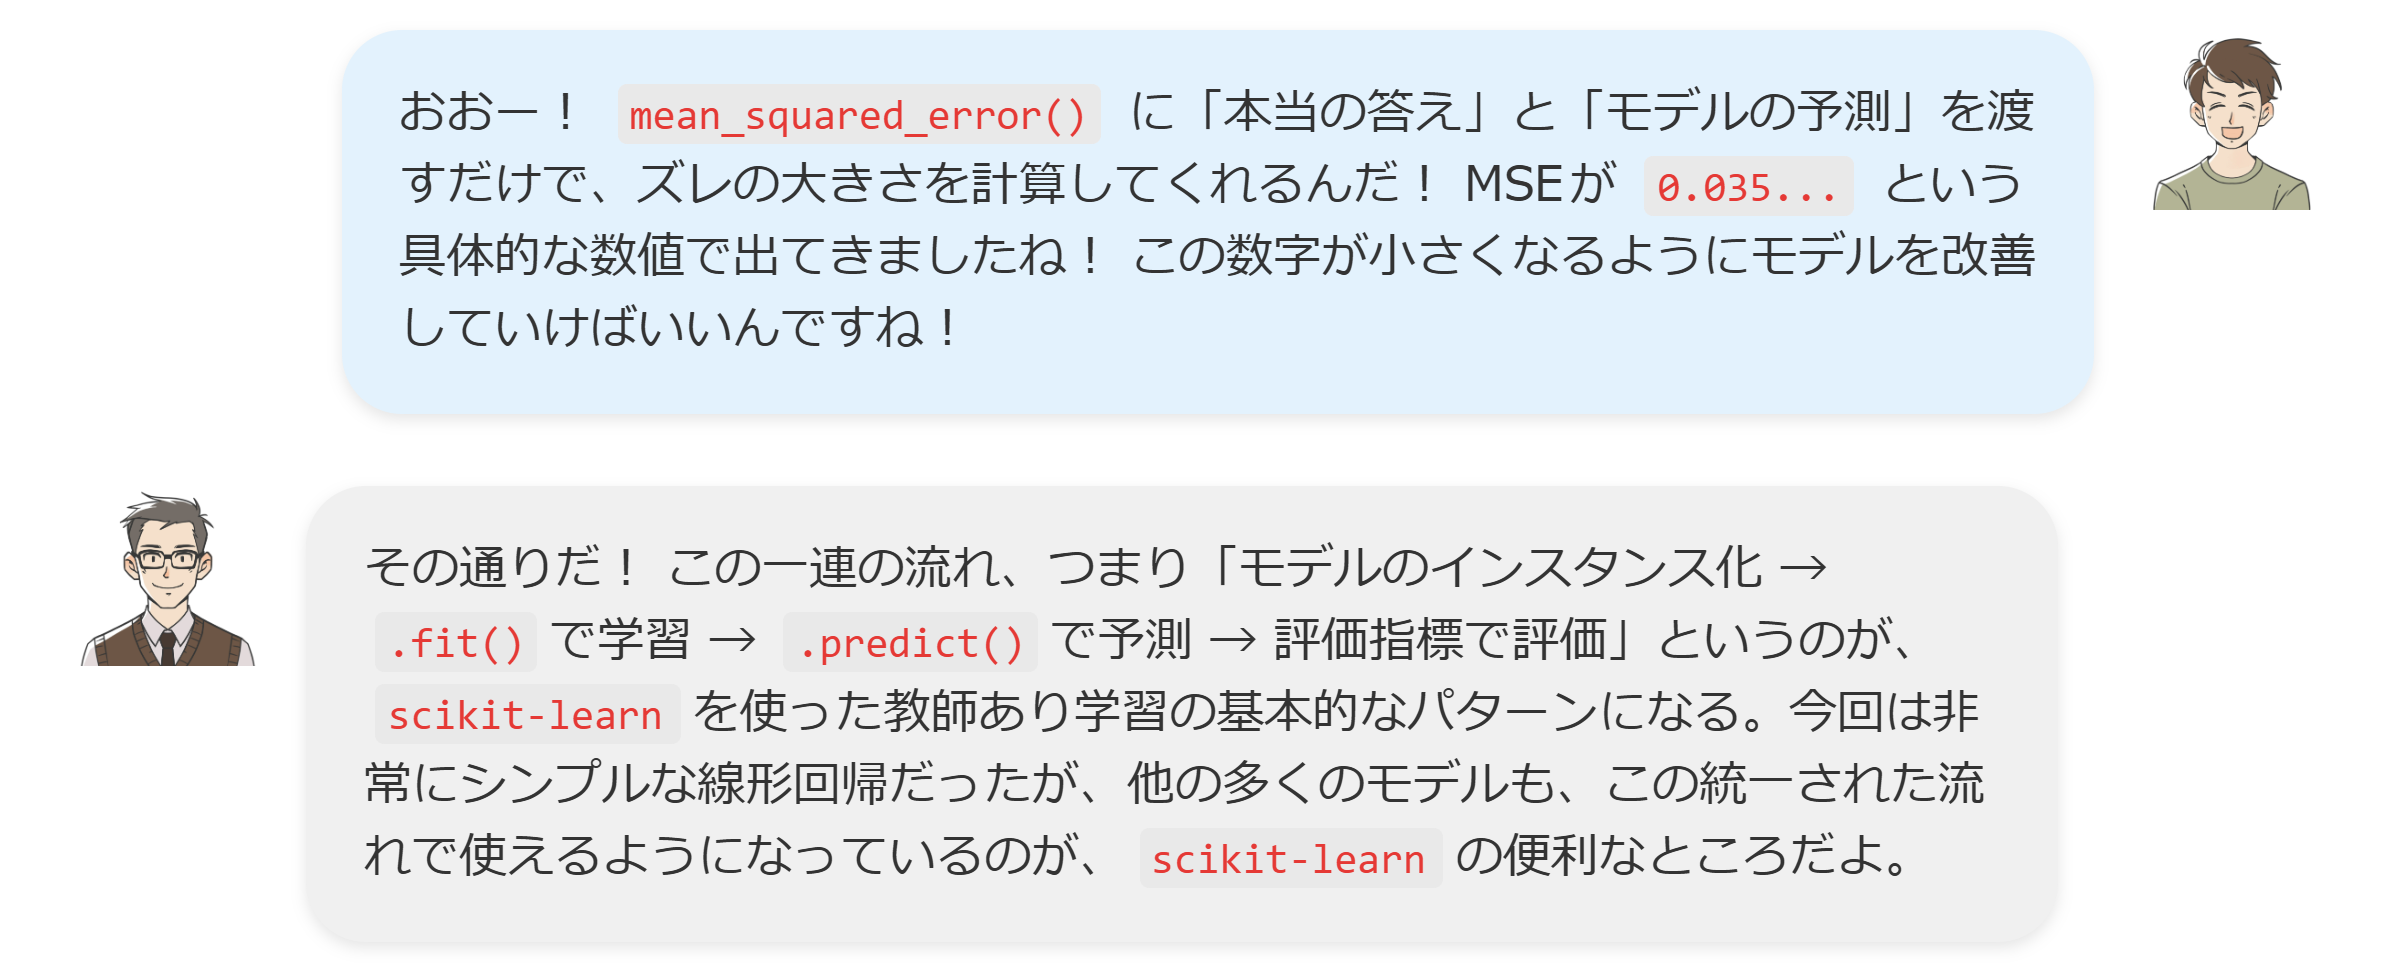 おおー！ mean_squared_error() に「本当の答え」と「モデルの予測」を渡
すだけで、ズレの大きさを計算してくれるんだ！ MSEが 0.035... という
具体的な数値で出てきましたね！ この数字が小さくなるようにモデルを改善
していけばいいんですね！
その通りだ！ この一連の流れ、つまり「モデルのインスタンス化 →
.fit() で学習 → .predict() で予測 → 評価指標で評価」というのが、
scikit-learn を使った教師あり学習の基本的なパターンになる。今回は非
常にシンプルな線形回帰だったが、他の多くのモデルも、この統一された流
れで使えるようになっているのが、 scikit-learn の便利なところだよ。